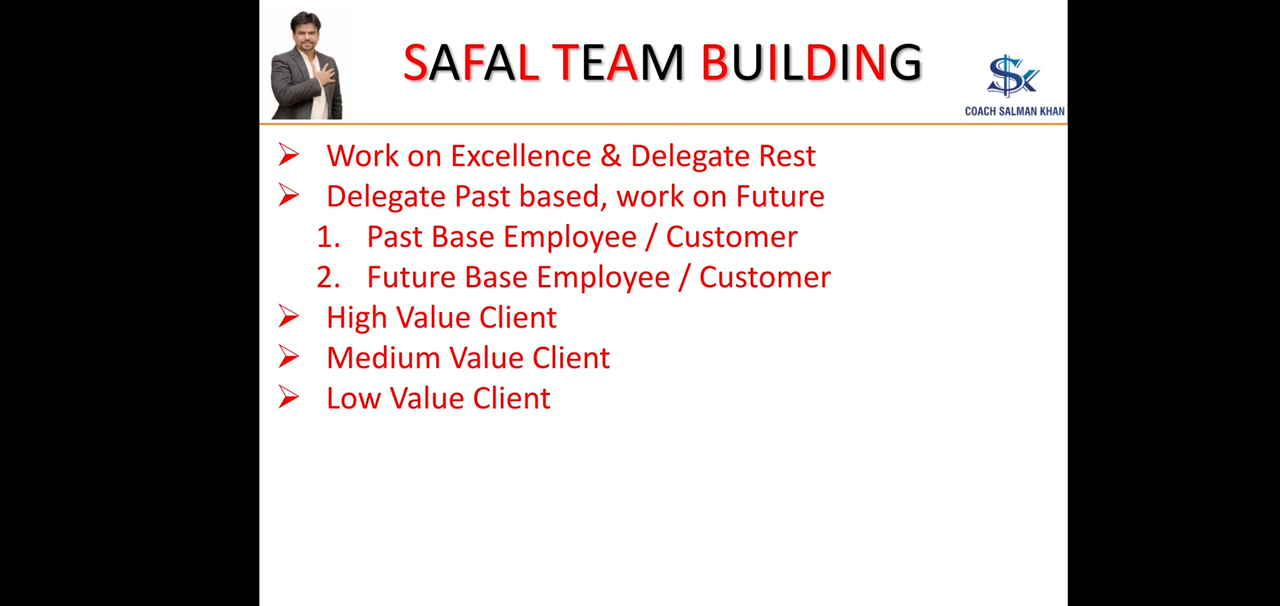 SAFAL TEAM BUILDING
COACH SALMAN KHAN
➢ Work on Excellence & Delegate Rest
➢ Delegate Past based, work on Future
1. Past Base Employee / Customer
2. Future Base Employee / Customer
➢ High Value Client
➢ Medium Value Client
➢ Low Value Client